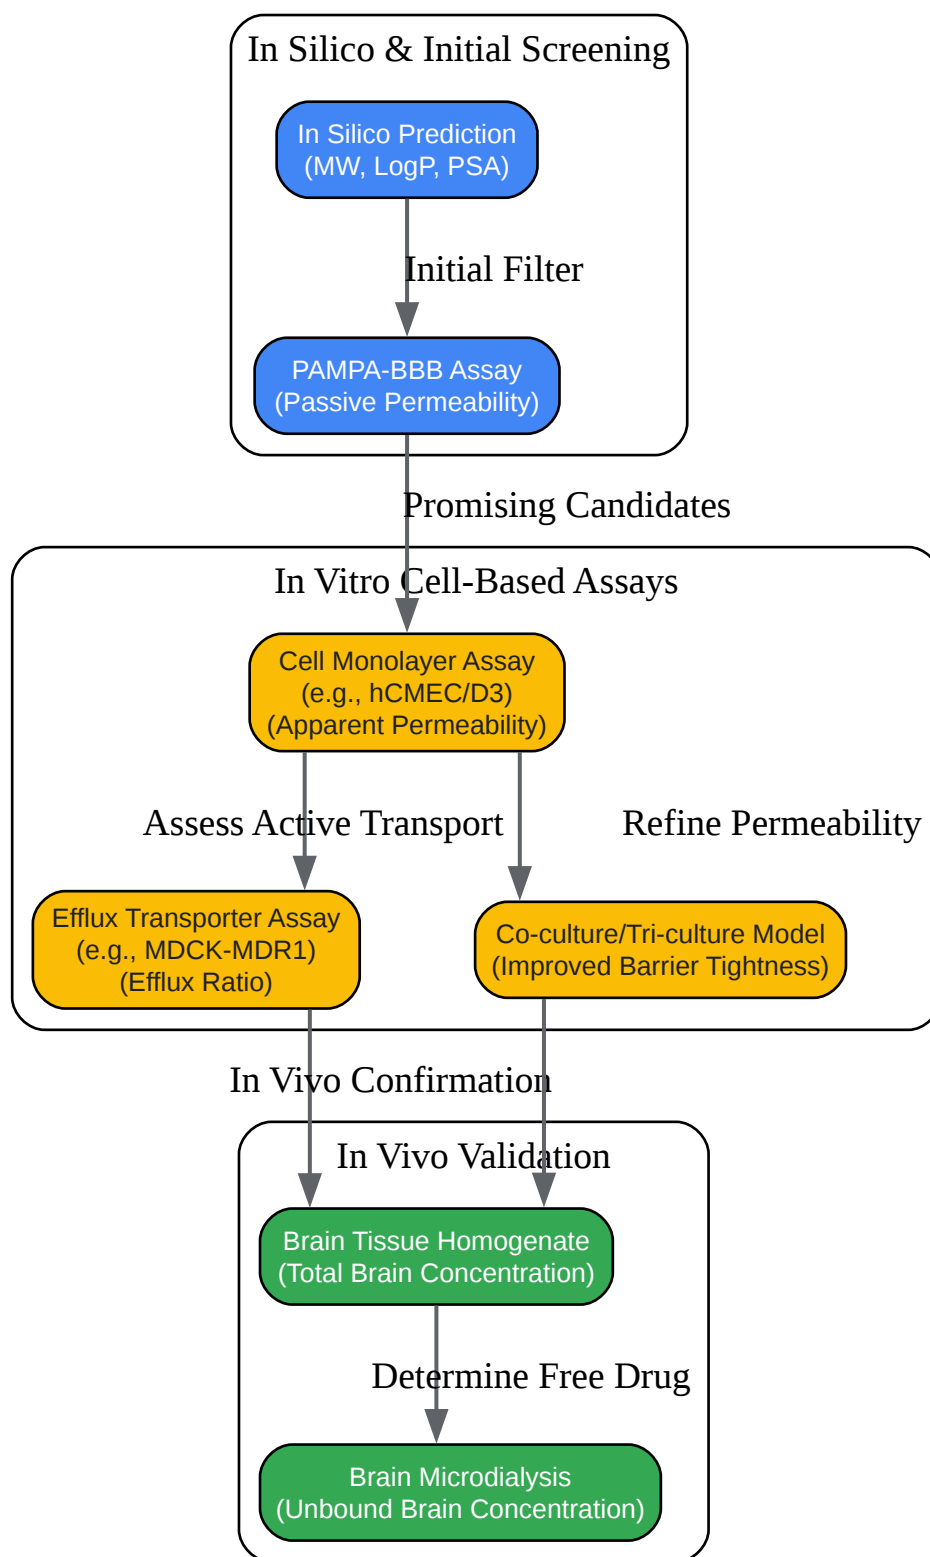 In Silico & Initial Screening
In Silico Prediction
(MW, LogP, PSA)
Initial Filter
PAMPA-BBB Assay
(Passive Permeability)
Promising Candidates
In Vitro Cell-Based Assays
Cell Monolayer Assay
(e.g., hCMEC/D3)
(Apparent Permeability)
Assess Active Transport
Refine Permeability
Efflux Transporter Assay
(e.g., MDCK-MDR1)
(Efflux Ratio)
Co-culture/Tri-culture Model
(Improved Barrier Tightness)
In Vivo Confirmation
In Vivo Validation
Brain Tissue Homogenate
(Total Brain Concentration)
Determine Free Drug
Brain Microdialysis
(Unbound Brain Concentration)